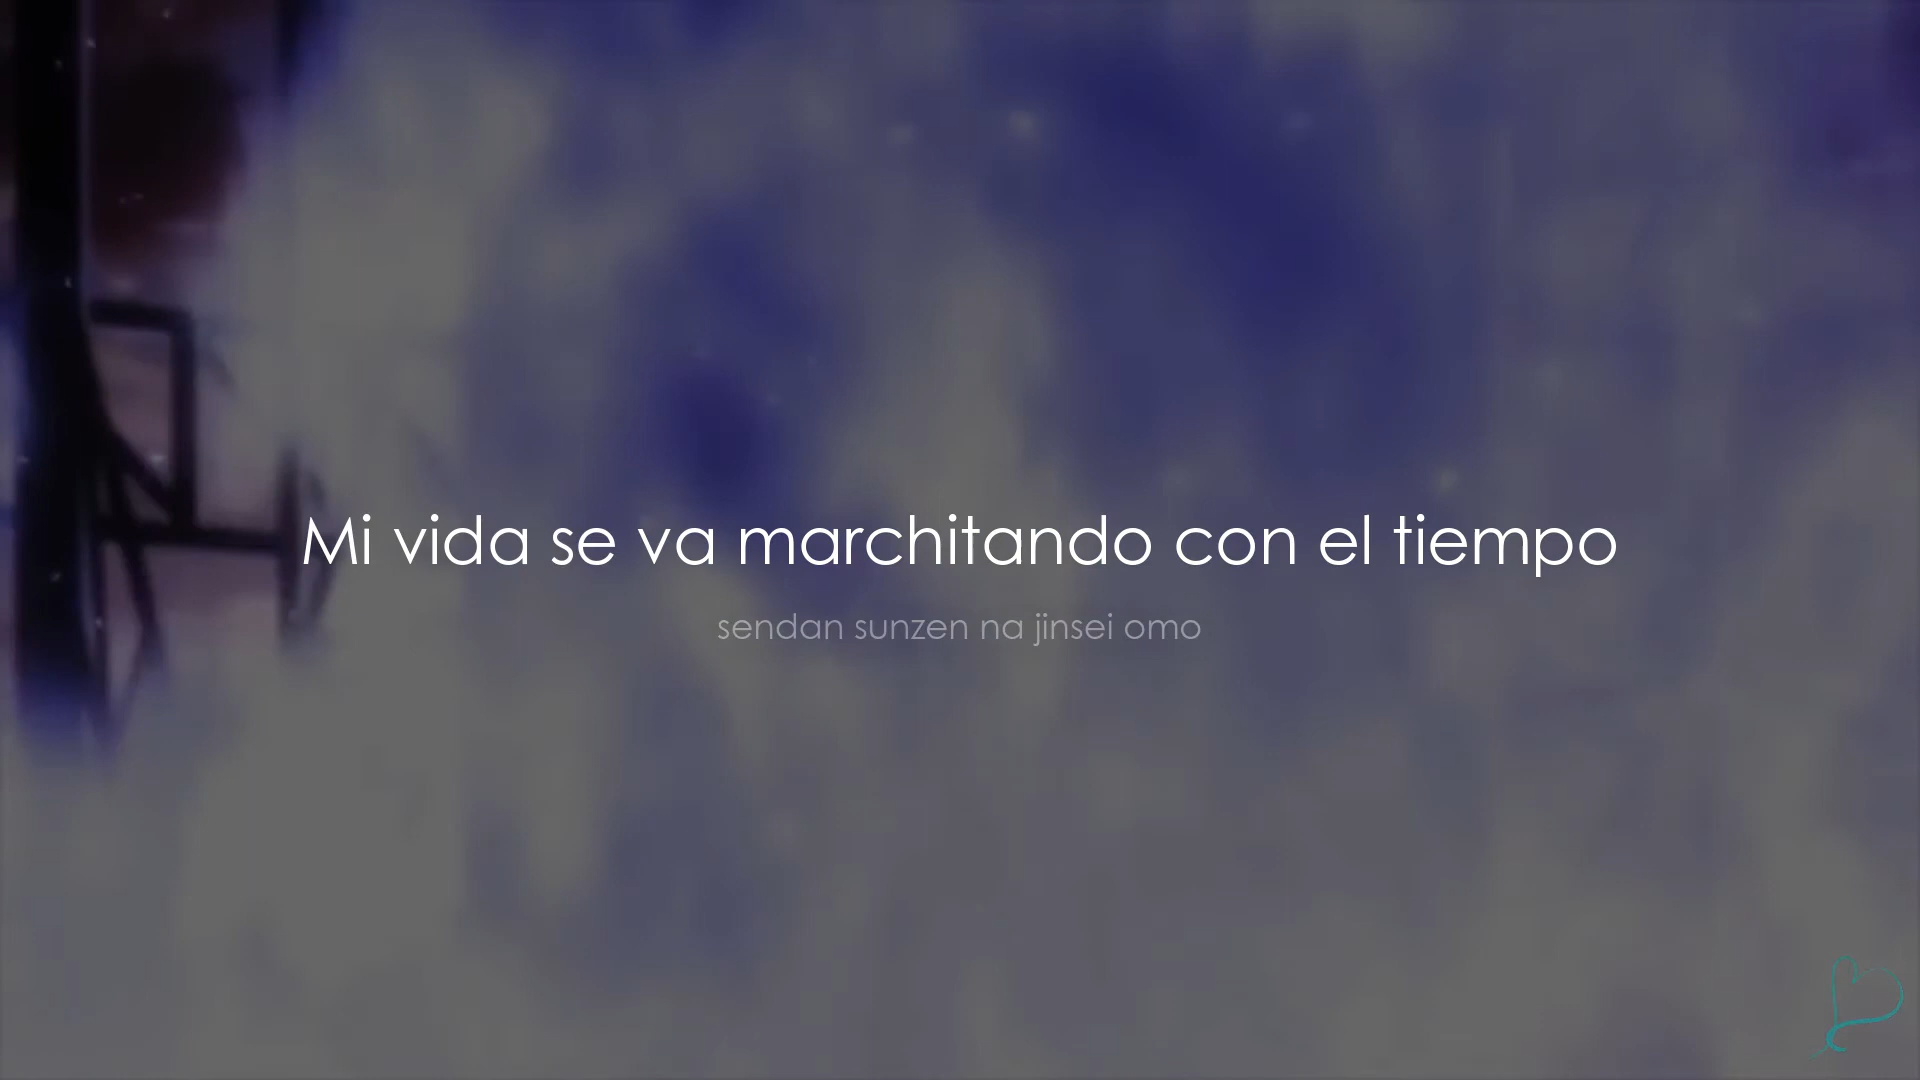 Mi vida se va marchitando con el tiempo
sendan sunzen na jinsei omo